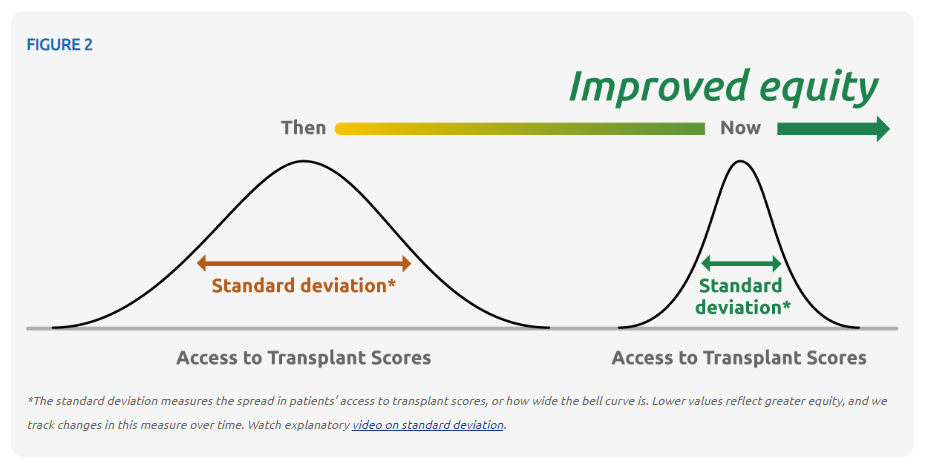 FIGURE 2
Improved equity
Then
Now
Standard deviation*
Standard
deviation*
Access to Transplant Scores
Access to Transplant Scores
*The standard deviation measures the spread in patients' access to transplant scores, or how wide the bell curve is. Lower values reflect greater equity, and we
track changes in this measure over time. Watch explanatory video on standard deviation.